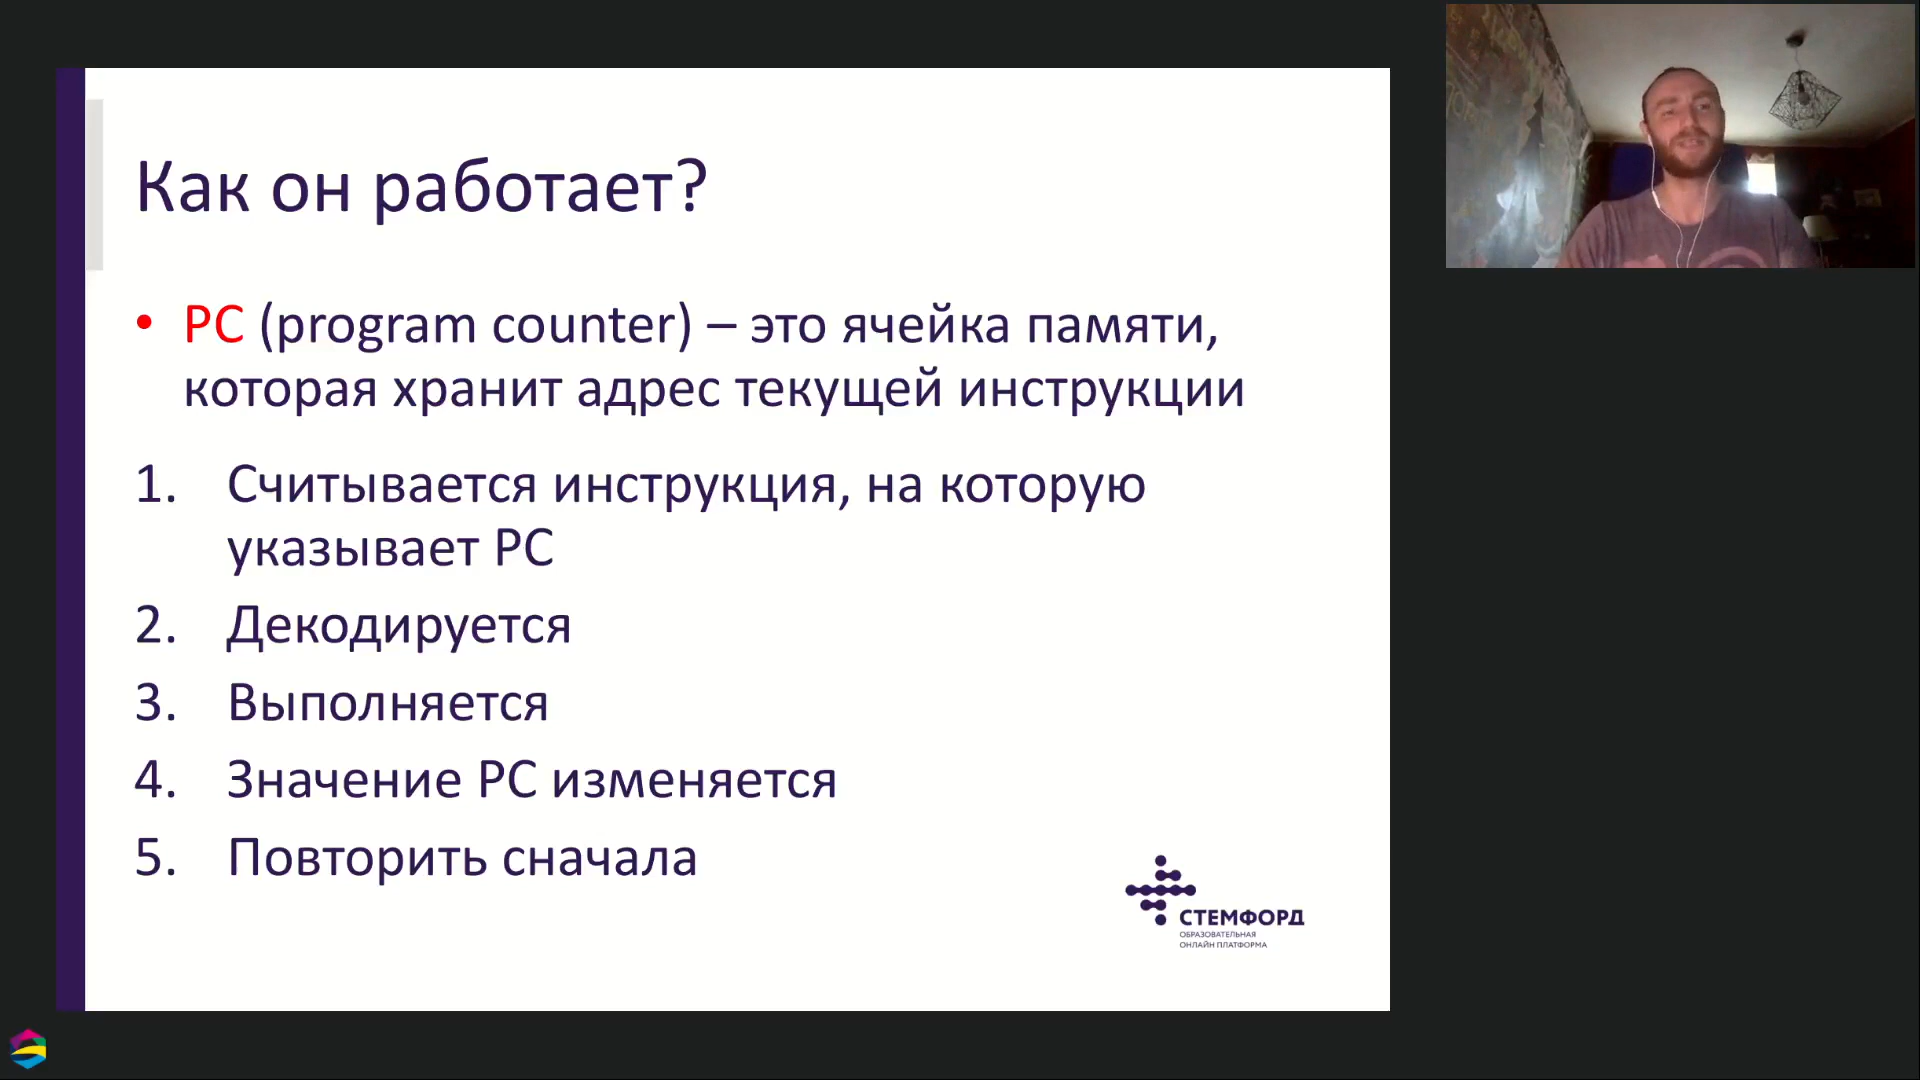 Как он работает?
• PC (program counter) – это ячейка памяти,
которая хранит адрес текущей инструкции
1. Считывается инструкция, на которую
указывает PC
2. Декодируется
3. Выполняется
4. Значение PC изменяется
5. Повторить сначала
СТЕМФОРД
ОБРАЗОВАТЕЛЬНАЯ
ОНЛАЙН ПЛАТФОРМА